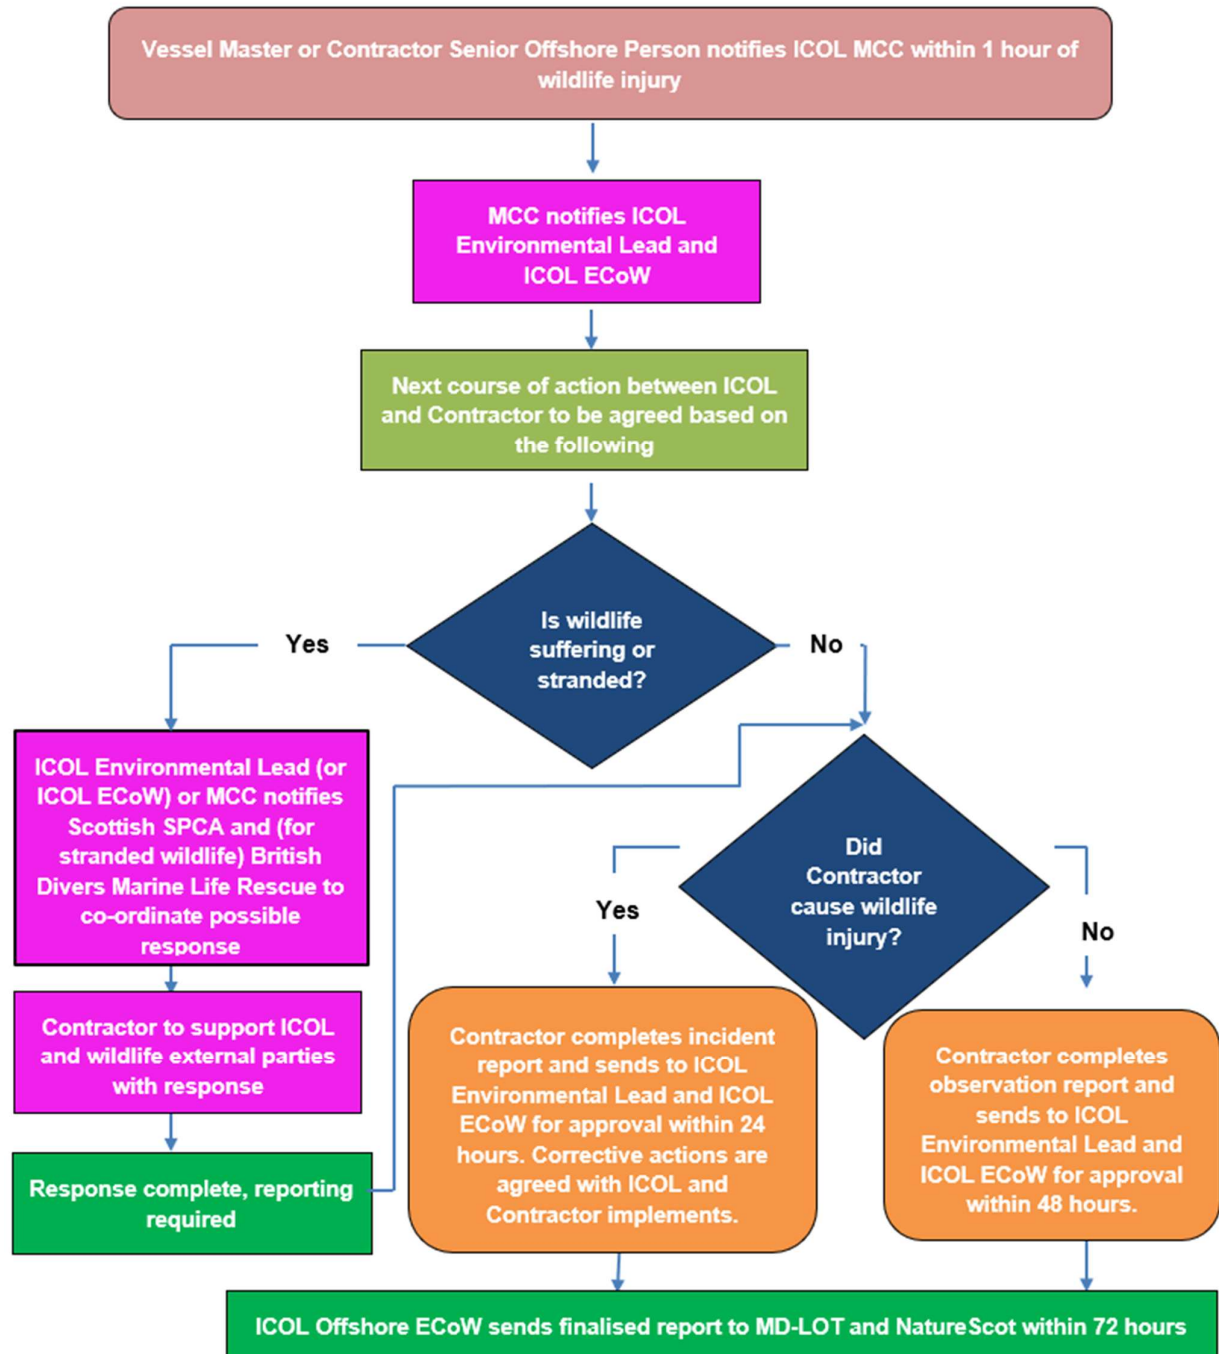 Vessel Master or Contractor Senior Offshore Person notifies ICOL MCC within 1 hour of
wildlife injury
MCC notifies ICOL
Environmental Lead and
ICOL ECoW
Next course of action between ICOL
and Contractor to be agreed based on
the following
Is wildlife
suffering or
stranded?
Yes
No
ICOL Environmental Lead (or
ICOL ECoW) or MCC notifies
Scottish SPCA and (for
stranded wildlife) British
Divers Marine Life Rescue to
co-ordinate possible
response
Contractor to support ICOL
and wildlife external parties
with response
Response complete, reporting
required
Did
Contractor
cause wildlife
injury?
Yes
No
Contractor completes incident
report and sends to ICOL
Environmental Lead and ICOL
ECoW for approval within 24
hours. Corrective actions are
agreed with ICOL and
Contractor implements.
Contractor completes
observation report and
sends to ICOL
Environmental Lead and
ICOL ECoW for approval
within 48 hours.
ICOL Offshore ECoW sends finalised report to MD-LOT and NatureScot within 72 hours